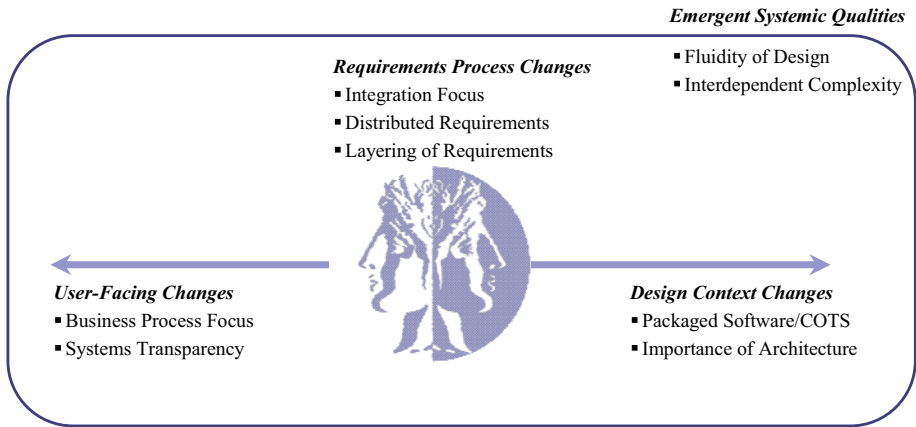 Emergent Systemic Qualities
▪ Fluidity of Design
▪ Interdependent Complexity
Requirements Process Changes
▪ Integration Focus
▪ Distributed Requirements
▪ Layering of Requirements
User-Facing Changes
▪ Business Process Focus
▪ Systems Transparency
Design Context Changes
▪ Packaged Software/COTS
▪ Importance of Architecture